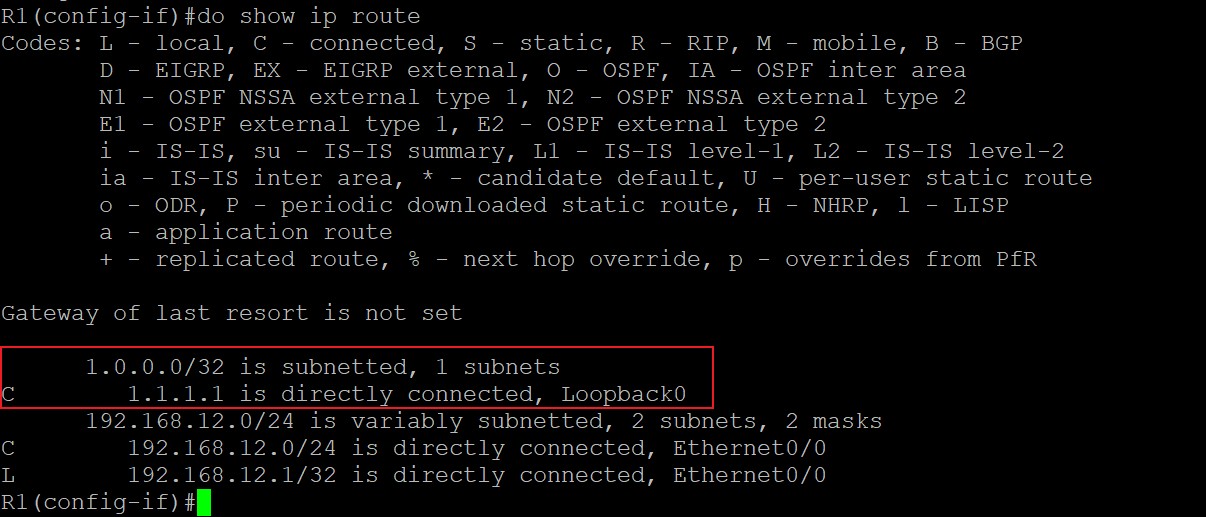 R1(config-if)#do show ip route
Codes: L - local, C - connected, S - static, R - RIP, M - mobile, B - BGP
       D - EIGRP, EX - EIGRP external, O - OSPF, IA - OSPF inter area
       N1 - OSPF NSSA external type 1, N2 - OSPF NSSA external type 2
       E1 - OSPF external type 1, E2 - OSPF external type 2
       i - IS-IS, su - IS-IS summary, L1 - IS-IS level-1, L2 - IS-IS level-2
       ia - IS-IS inter area, * - candidate default, U - per-user static route
       o - ODR, P - periodic downloaded static route, H - NHRP, l - LISP
       a - application route
       + - replicated route, % - next hop override, p - overrides from PfR
Gateway of last resort is not set
      1.0.0.0/32 is subnetted, 1 subnets
C        1.1.1.1 is directly connected, Loopback0
      192.168.12.0/24 is variably subnetted, 2 subnets, 2 masks
C        192.168.12.0/24 is directly connected, Ethernet0/0
L        192.168.12.1/32 is directly connected, Ethernet0/0
R1(config-if)#